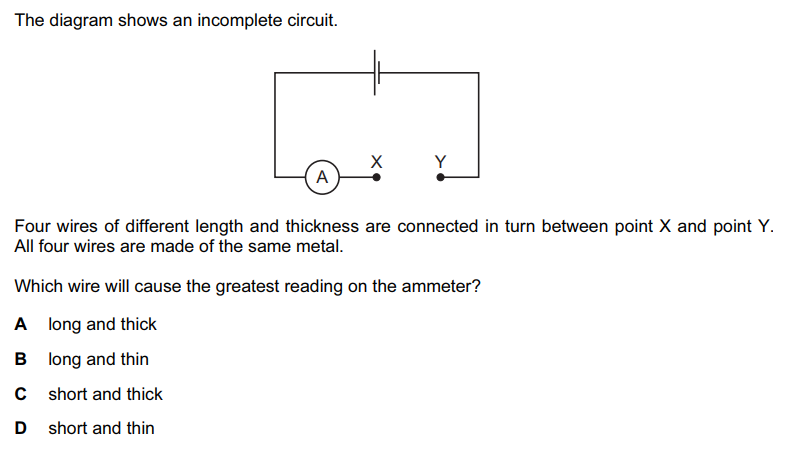 The diagram shows an incomplete circuit.
X
Y
A
Four wires of different length and thickness are connected in turn between point X and point Y.
All four wires are made of the same metal.
Which wire will cause the greatest reading on the ammeter?
A long and thick
B long and thin
C short and thick
D short and thin